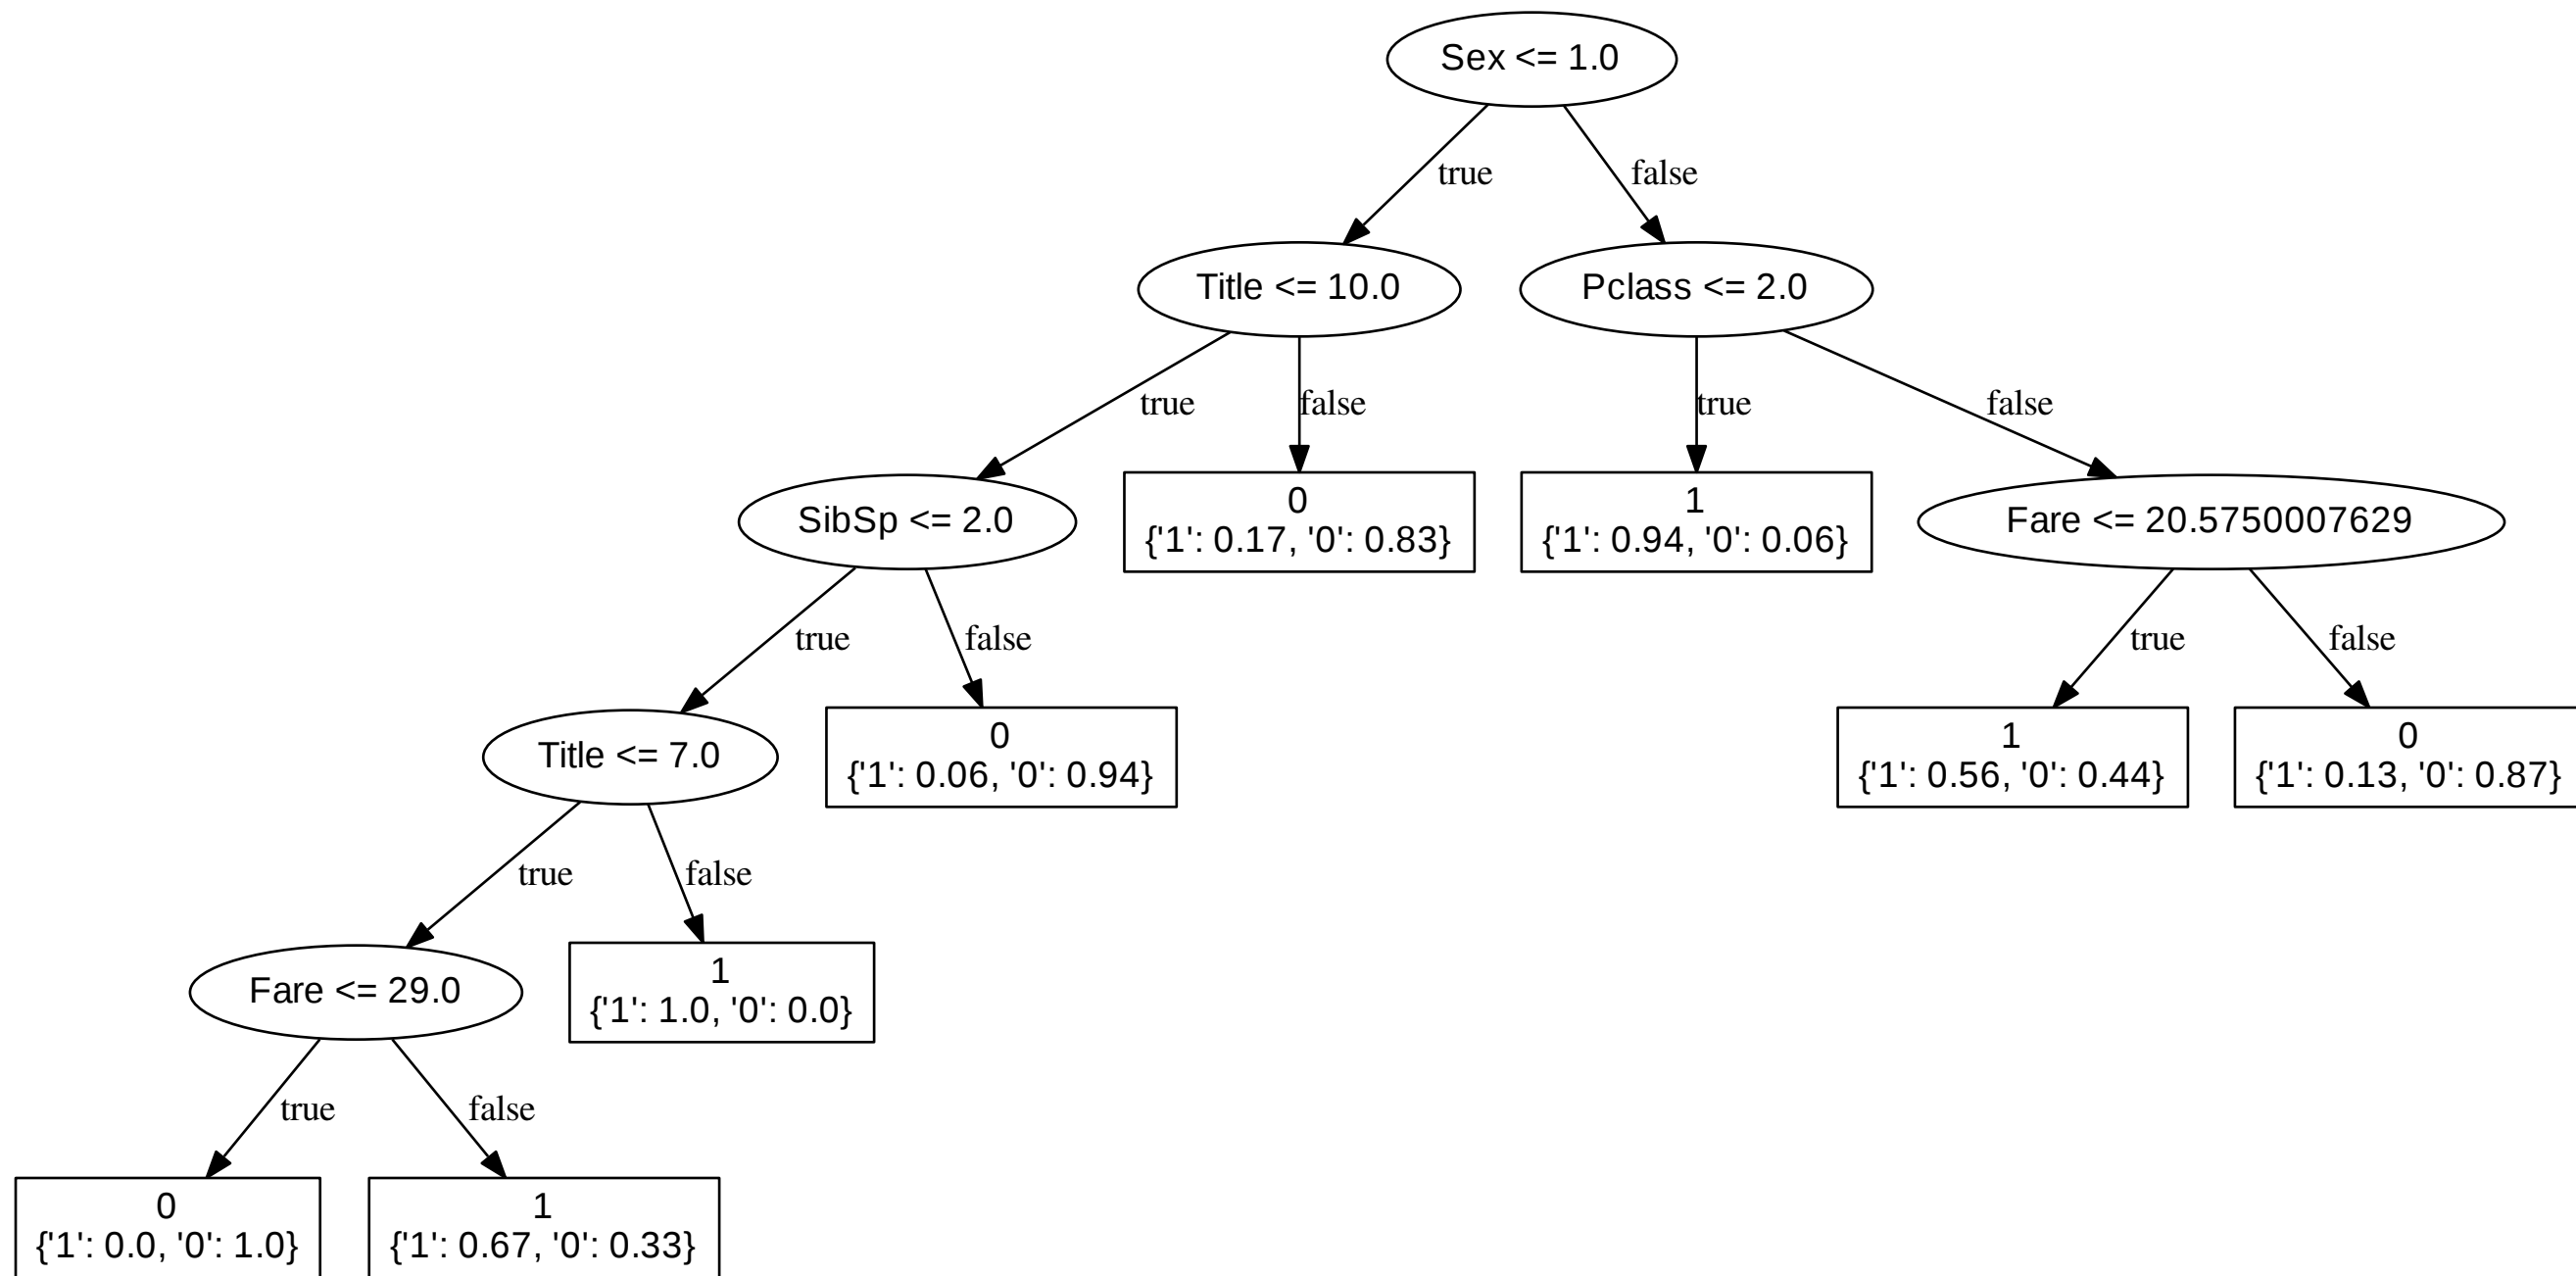 Sex <= 1.0
true
false
Title <= 10.0
Pclass <= 2.0
true
false
true
false
SibSp <= 2.0
0
{'1': 0.17, '0': 0.83}
1
{'1': 0.94, '0': 0.06}
Fare <= 20.5750007629
true
false
true
false
Title <= 7.0
0
{'1': 0.06, '0': 0.94}
1
{'1': 0.56, '0': 0.44}
0
{'1': 0.13, '0': 0.87}
true
false
Fare <= 29.0
1
{'1': 1.0, '0': 0.0}
true
false
0
{'1': 0.0, '0': 1.0}
1
{'1': 0.67, '0': 0.33}